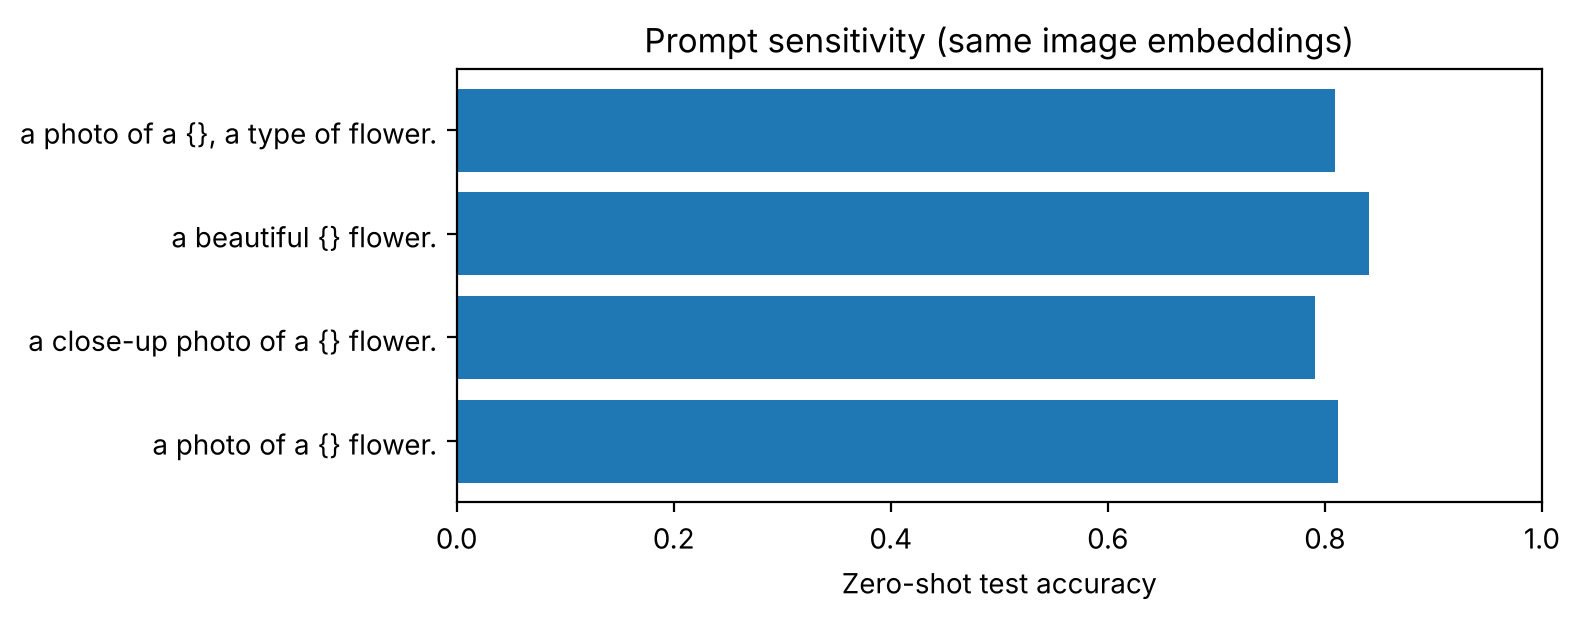 Prompt sensitivity (same image embeddings)
a photo of a {}, a type of flower.
a beautiful {} flower.
a close-up photo of a {} flower.
a photo of a {} flower.
0.0 0.2 0.4 0.6 0.8 1.0
Zero-shot test accuracy